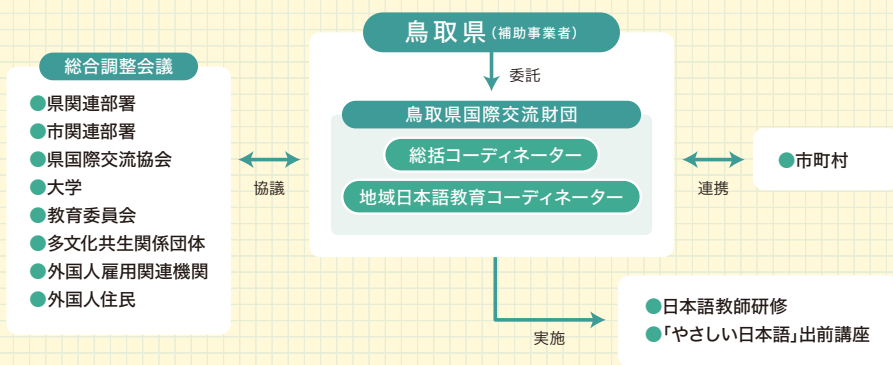 鳥取県（補助事業者）
委託
総合調整会議
●県関連部署
●市関連部署
●県国際交流協会
●大学
●教育委員会
●多文化共生関係団体
●外国人雇用関連機関
●外国人住民
協議
鳥取県国際交流財団
総括コーディネーター
地域日本語教育コーディネーター
連携
●市町村
実施
●日本語教師研修
●「やさしい日本語」出前講座